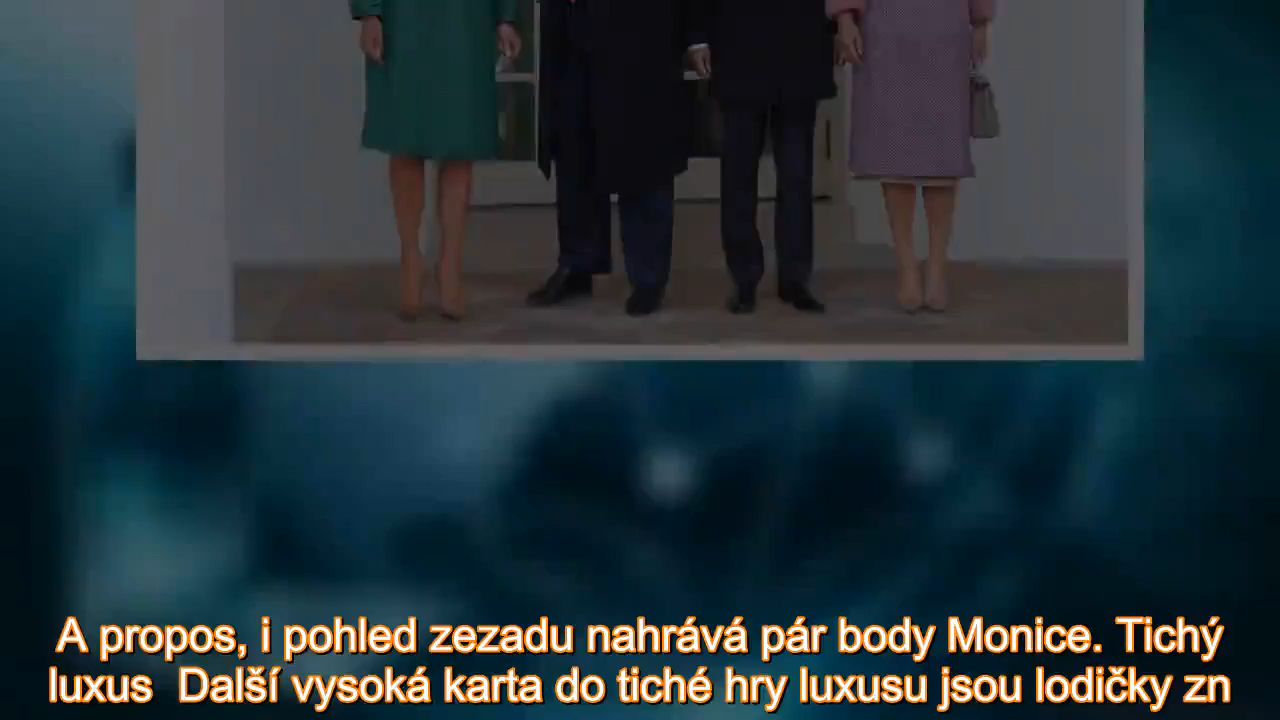 A propos, i pohled zezadu nahrává pár body Monice. Tichý
luxus  Další vysoká karta do tiché hry luxusu jsou lodičky zn